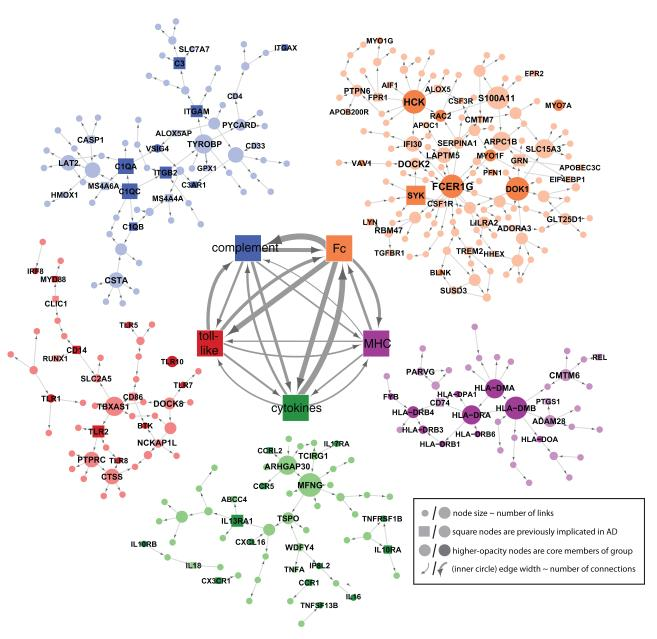 SLC7A7
ITGAX
C3
CD4
ITGAM
PYCARD
ALOX5AP
CASP1
VSIG4
TYROBP
CD33
LAT2
C1QA
GPX1
ITGB2
MS4A6A
C1QC
C3AR1
HMOX1
MS4A4A
C1QB
CSTA
MYO1G
EPR2
AIF1
PTPN6
ALOX5
FPR1
HCK
CSF3R
S100A11
MYO7A
APOB200R
RAC2
CMTM7
APOC1
IFI30
SERPINA1
ARPC1B
SLC15A3
LAPTM5
MYO1F
GRN
VAV1
DOCK2
APOBEC3C
PFN1
EIF4EBP1
FCER1G
DOK1
SYK
CSF1R
LYN
LILRA2
GLT25D1
RBM47
ADORA3
TGFBR1
TREM2
HHEX
BLNK
SUSD3
complement
Fc
toll-
like
MHC
cytokines
IRF8
MYD88
CLIC1
TLR5
CD14
RUNX1
TLR10
SLC2A5
TLR7
TLR1
CD86
TBXAS1
DOCK8
BTK
TLR2
NCKAP1L
PTPRC
TLR8
CTSS
REL
PARVG
CMTM6
HLA-DMA
FYB
HLA-DPA1
CD74
PTGS1
HLA-DRB4
HLA-DRA
HLA-DMB
ADAM28
HLA-DRB3
HLA-DRB6
HLA-DOA
HLA-DRB1
IL17RA
CCRL2
TCIRG1
ARHGAP30
CCR5
MFNG
ABCC4
TSPO
TNFRSF1B
IL13RA1
CXCL16
IL10RB
WDFY4
IL10RA
IL18
TNFA
IPBL2
CX3CR1
CCR1
IL16
TNFSF13B
node size ~ number of links
square nodes are previously implicated in AD
higher-opacity nodes are core members of group
(inner circle) edge width ~ number of connections